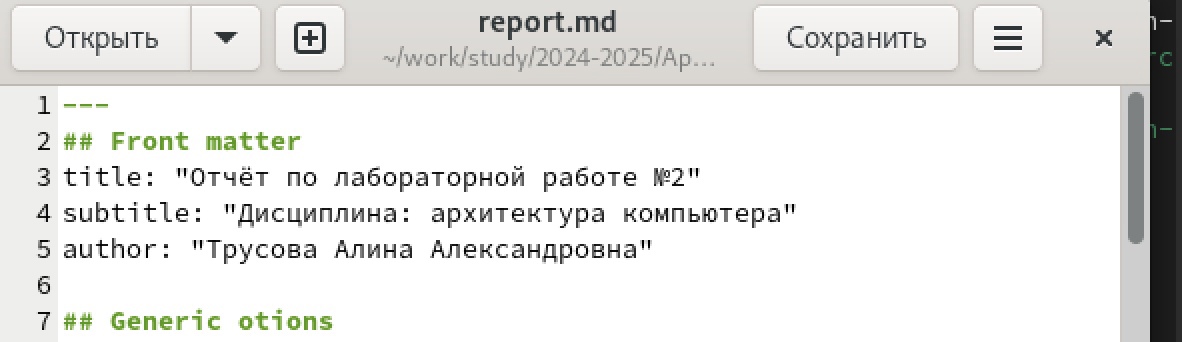 Открыть
report.md
~/work/study/2024-2025/Ap...
Сохранить
1 ---
2 ## Front matter
3 title: "Отчёт по лабораторной работе №2"
4 subtitle: "Дисциплина: архитектура компьютера"
5 author: "Трусова Алина Александровна"
6
7 ## Generic otions